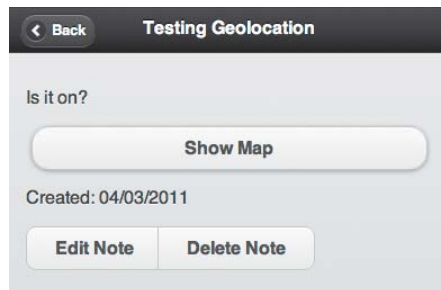 Back Testing Geolocation
Is it on?
Show Map
Created: 04/03/2011
Edit Note Delete Note